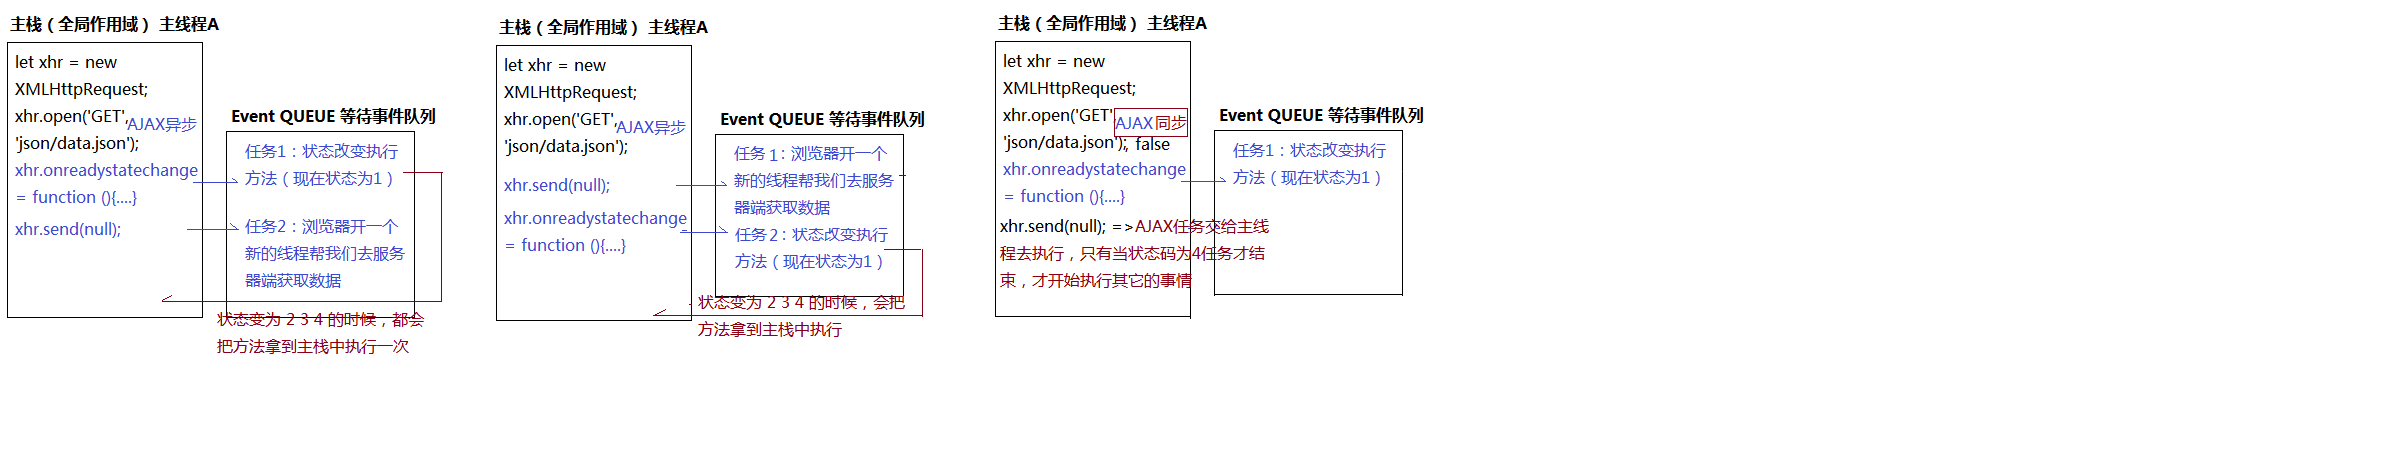 主栈（全局作用域） 主线程A
let xhr = new
XMLHttpRequest;
xhr.open('GET',
AJAX异步
'json/data.json');
xhr.onreadystatechange
= function (){....}
xhr.send(null);
Event QUEUE 等待事件队列
任务1：状态改变执行
方法（现在状态为1）
任务2：浏览器开一个
新的线程帮我们去服务
器端获取数据
状态变为 2 3 4 的时候，都会
把方法拿到主栈中执行一次
主栈（全局作用域） 主线程A
let xhr = new
XMLHttpRequest;
xhr.open('GET',
AJAX异步
'json/data.json');
xhr.send(null);
xhr.onreadystatechange
= function (){....}
Event QUEUE 等待事件队列
任务 1：浏览器开一个
新的线程帮我们去服务
器端获取数据
任务2：状态改变执行
方法（现在状态为1）
状态变为 2 3 4 的时候，会把
方法拿到主栈中执行
主栈（全局作用域） 主线程A
let xhr = new
XMLHttpRequest;
xhr.open('GET',
AJAX 同步
'json/data.json'), false
xhr.onreadystatechange
= function (){....}
xhr.send(null); =>AJAX任务交给主线
程去执行，只有当状态码为4任务才结
束，才开始执行其它的事情
Event QUEUE 等待事件队列
任务1：状态改变执行
方法（现在状态为1）